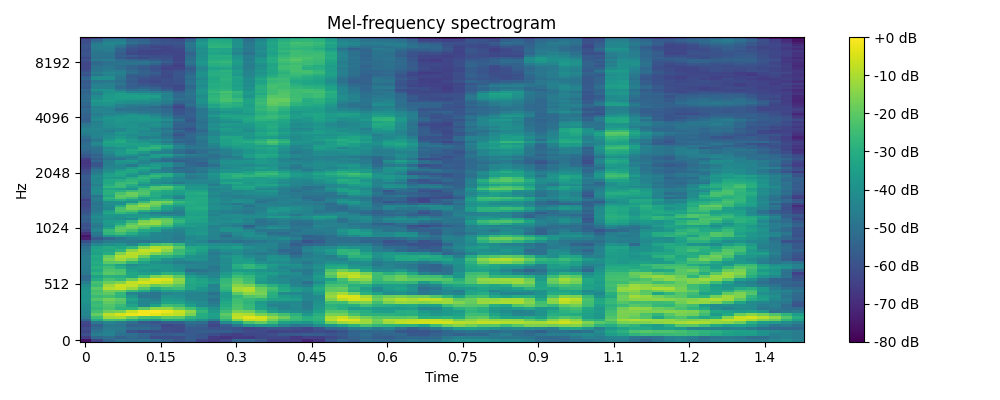 Mel-frequency spectrogram
Hz
8192
4096
2048
1024
512
0
0 0.15 0.3 0.45 0.6 0.75 0.9 1.1 1.2 1.4
Time
+0 dB
-10 dB
-20 dB
-30 dB
-40 dB
-50 dB
-60 dB
-70 dB
-80 dB